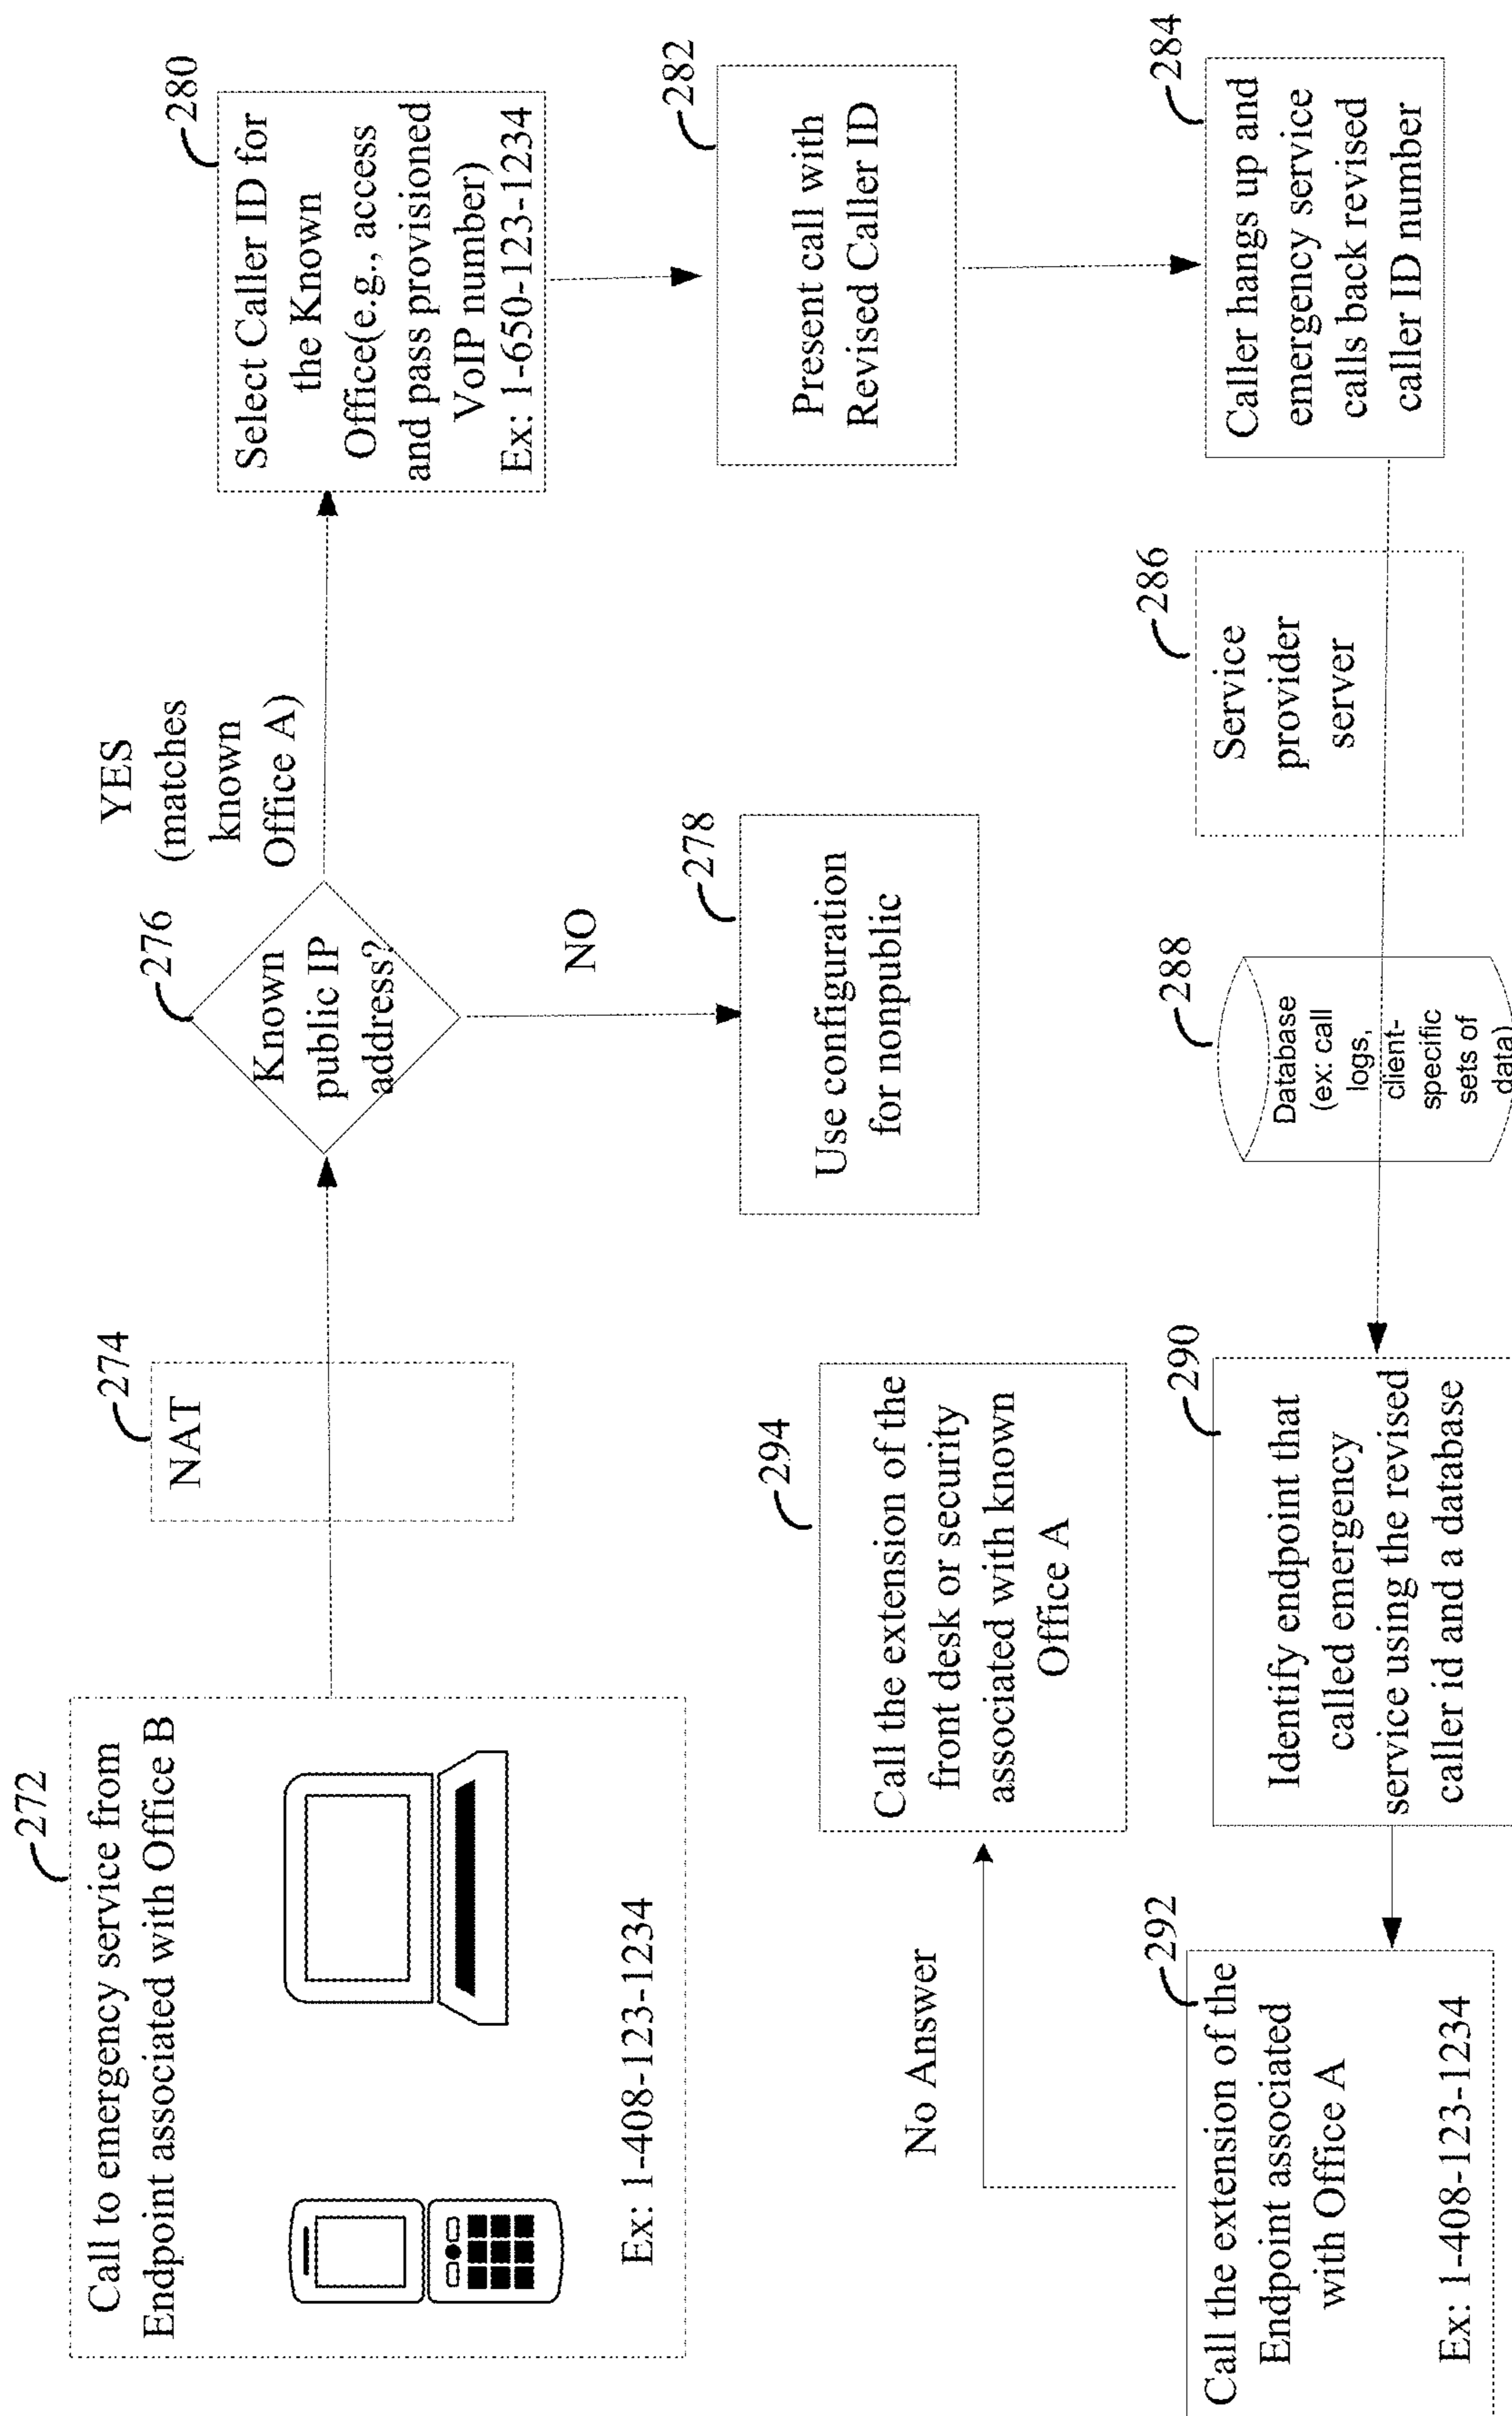 272
Call to emergency service from
Endpoint associated with Office B
Ex: 1-408-123-1234
274
NAT
276
Known
public IP
address?
YES
(matches
known
Office A)
NO
278
Use configuration
for nonpublic
280
Select Caller ID for
the Known
Office(e.g., access
and pass provisioned
VoIP number)
Ex: 1-650-123-1234
282
Present call with
Revised Caller ID
284
Caller hangs up and
emergency service
calls back revised
caller ID number
286
Service
provider
server
288
Database
(ex: call
logs,
client-
specific
sets of
data)
290
Identify endpoint that
called emergency
service using the revised
caller id and a database
292
Call the extension of the
Endpoint associated
with Office A
Ex: 1-408-123-1234
No Answer
294
Call the extension of the
front desk or security
associated with known
Office A